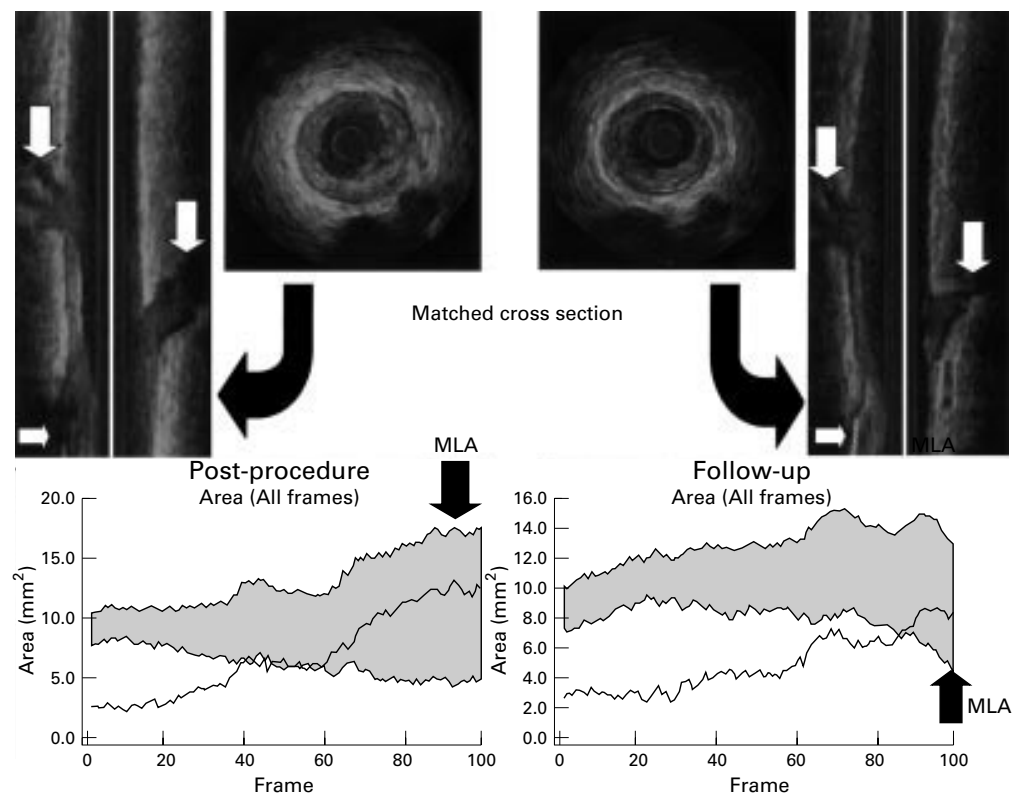 Matched cross section
MLA
MLA
Post-procedure
Area (All frames)
20.0
15.0
10.0
5.0
0.0
Area (mm²)
0
20
40
60
80
100
Frame
Follow-up
Area (All frames)
16.0
14.0
12.0
10.0
8.0
6.0
4.0
2.0
0.0
Area (mm²)
0
20
40
60
80
100
Frame
MLA